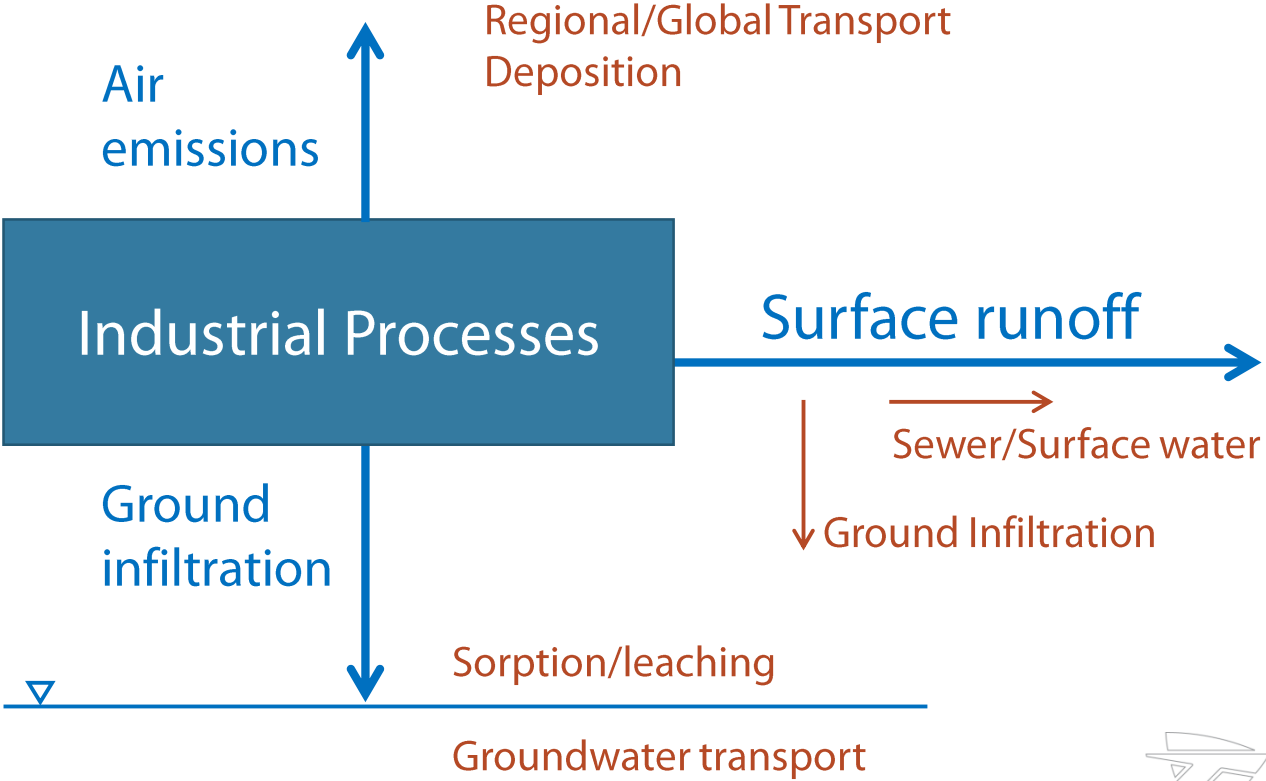 Regional/Global Transport
Deposition
Air
emissions
Industrial Processes
Surface runoff
Sewer/Surface water
Ground
infiltration
Ground Infiltration
Sorption/leaching
Groundwater transport